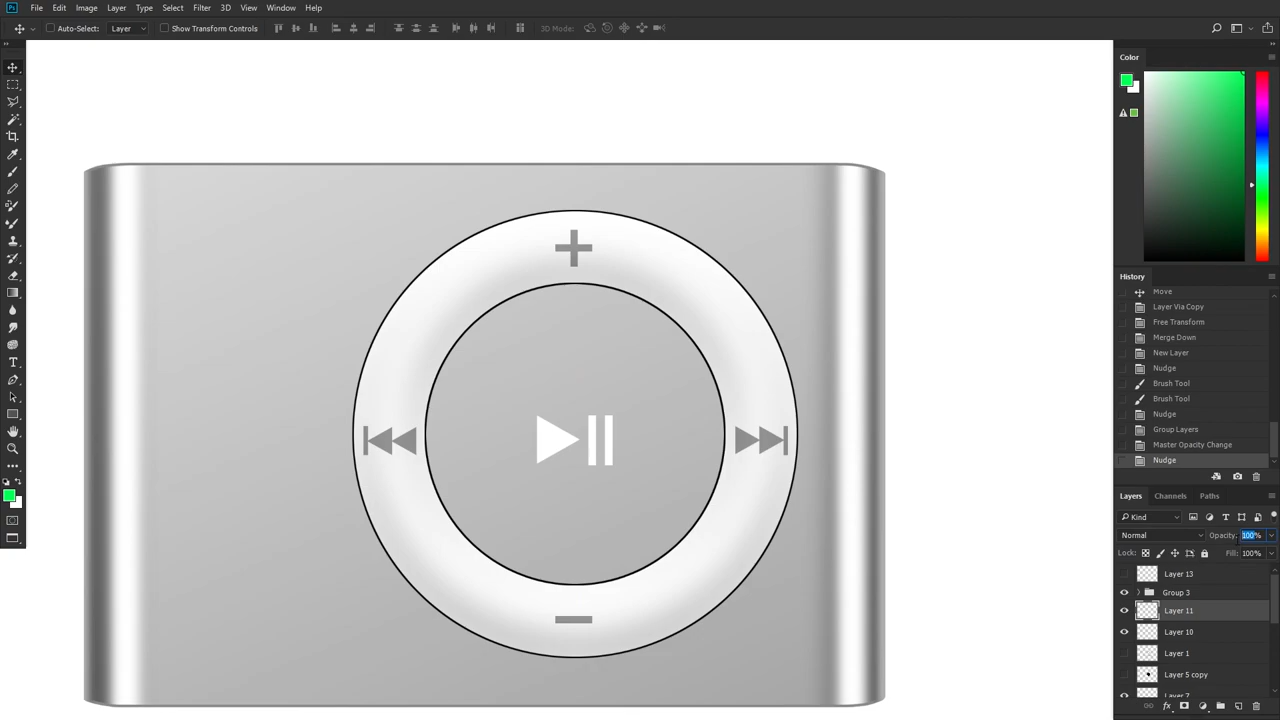 Ps File Edit Image Layer Type Select Filter 3D View Window Help
Auto-Select: Layer Show Transform Controls 3D Mode:
Color
History
Move
Layer Via Copy
Free Transform
Merge Down
New Layer
Nudge
Brush Tool
Brush Tool
Nudge
Group Layers
Master Opacity Change
Nudge
Layers Channels Paths
Kind
Normal Opacity: 100%
Lock: Fill: 100%
Layer 13
Group 3
Layer 11
Layer 10
Layer 1
Layer 5 copy
Layer 7